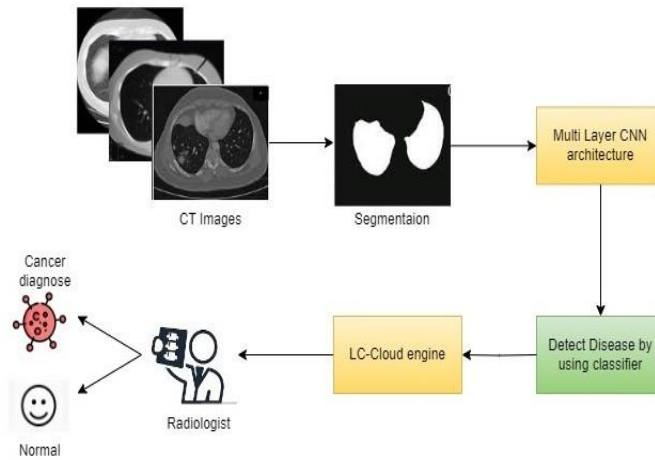 CT Images
Segmentaion
Multi Layer CNN
architecture
Detect Disease by
using classifier
LC-Cloud engine
Radiologist
Cancer
diagnose
Normal